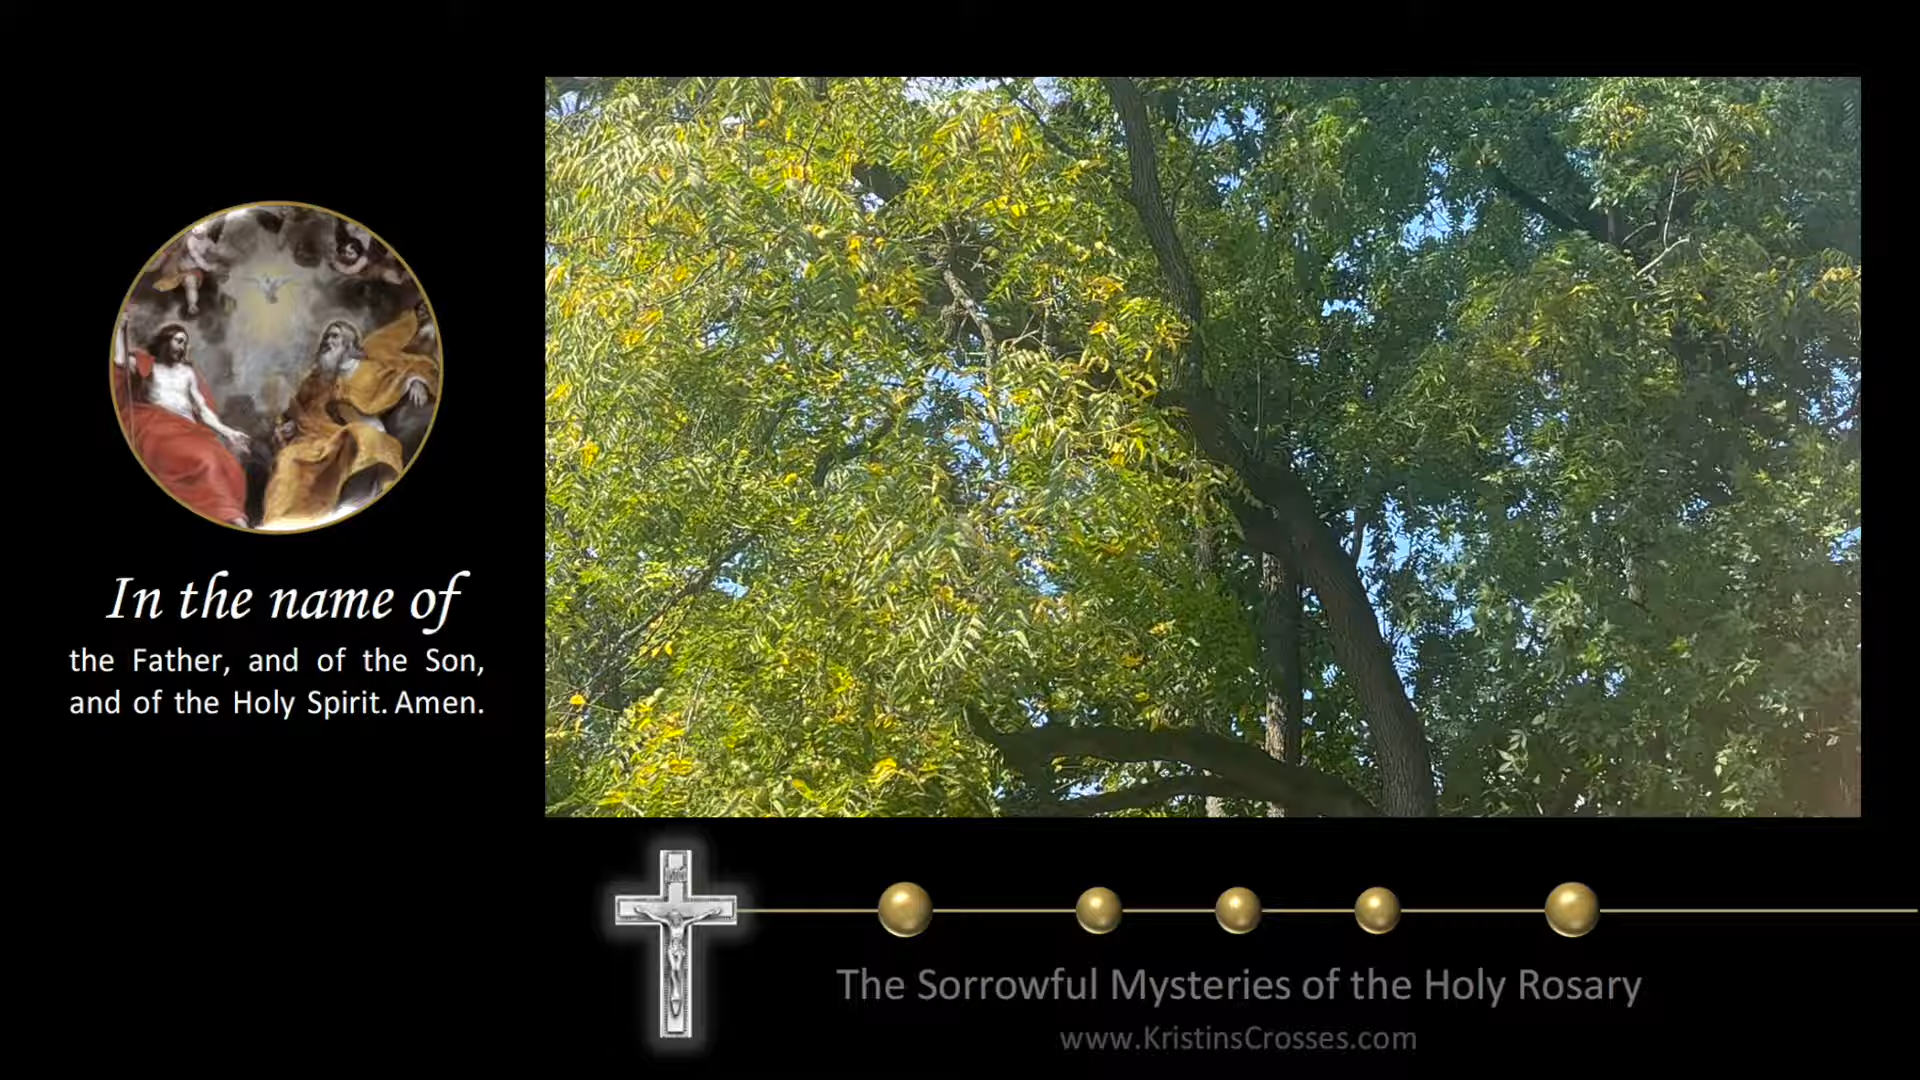 In the name of
the Father, and of the Son,
and of the Holy Spirit. Amen.
The Sorrowful Mysteries of the Holy Rosary
www.KristinsCrosses.com